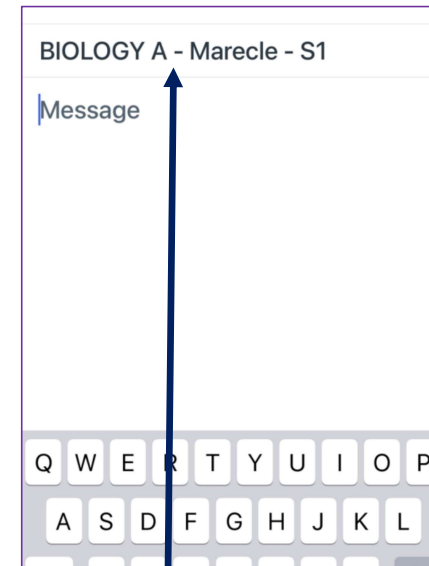 BIOLOGY A - Marecle - S1
Message
Q W E R T Y U I O P
A S D F G H J K L